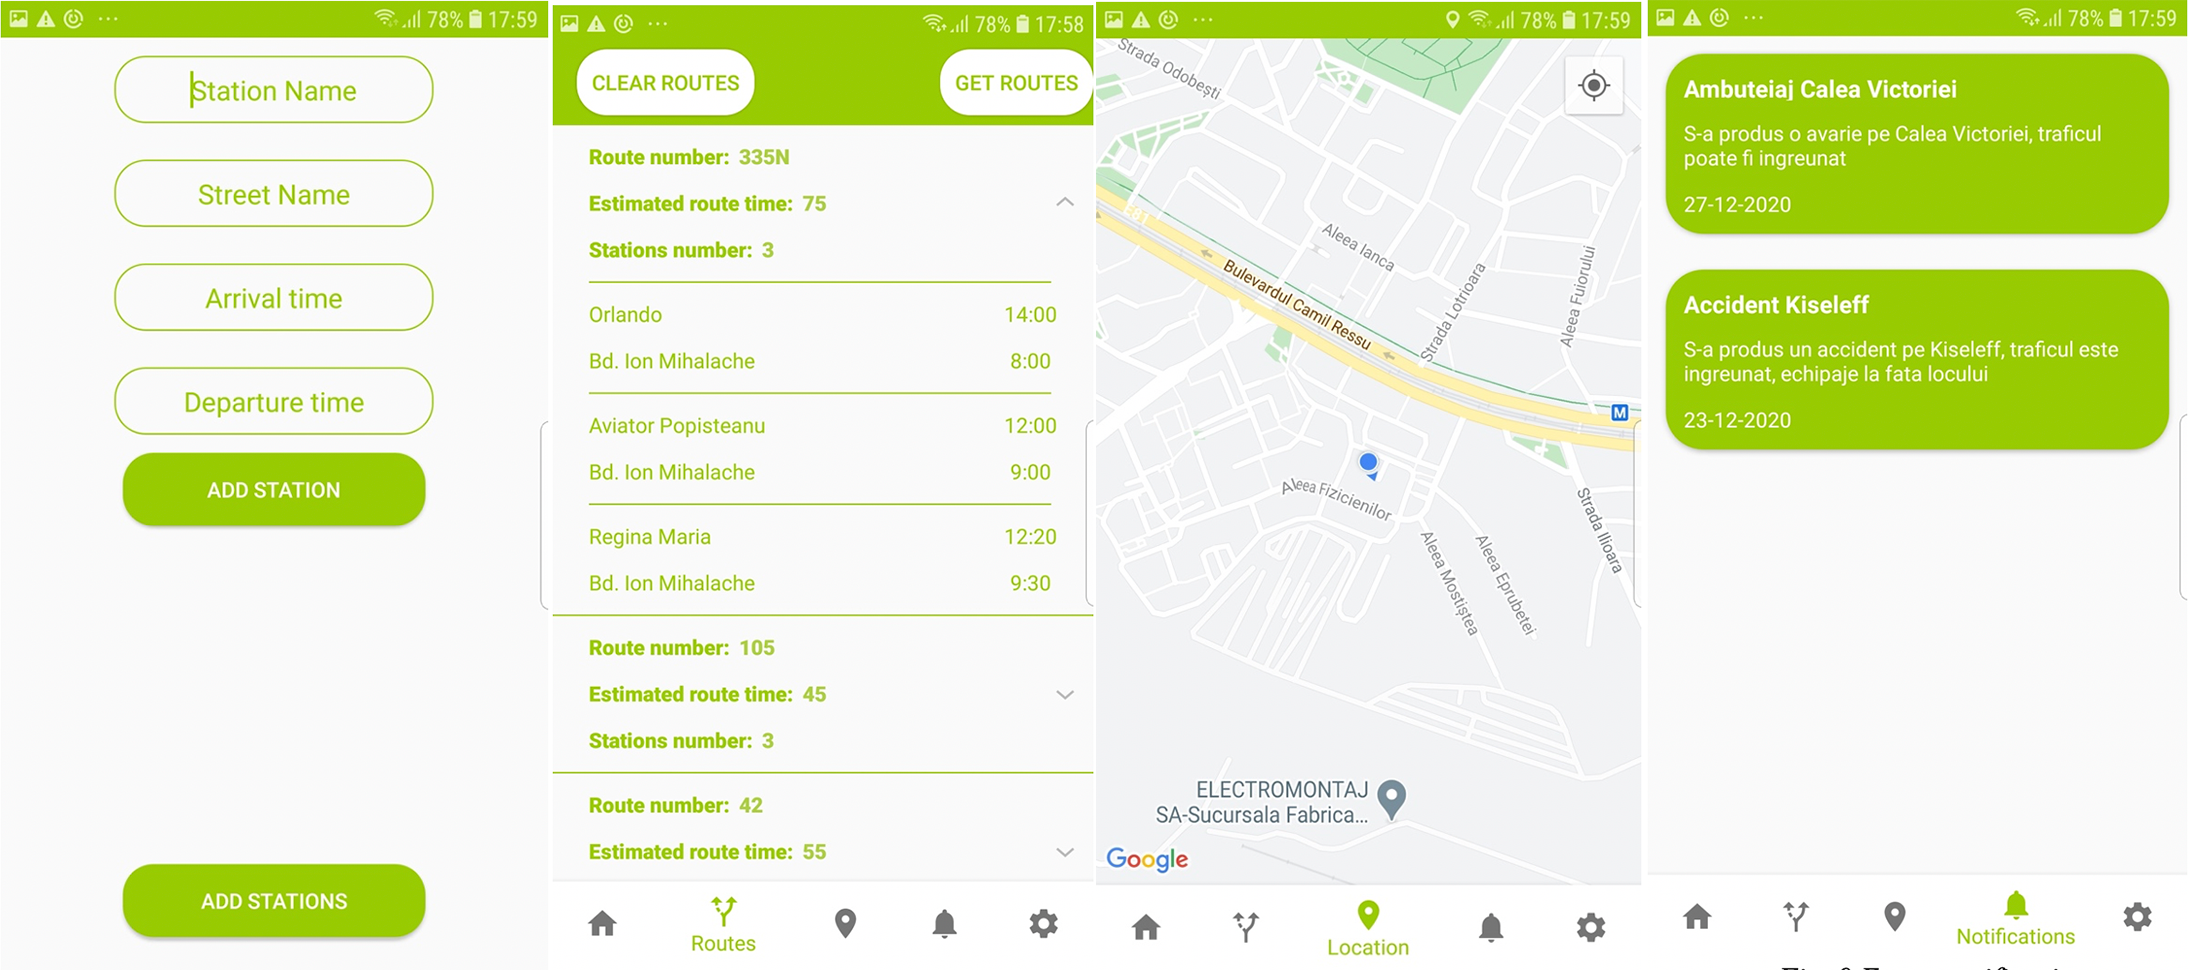 78% 17:59
Station Name
Street Name
Arrival time
Departure time
ADD STATION
ADD STATIONS
78% 17:58
CLEAR ROUTES GET ROUTES
Route number: 335N
Estimated route time: 75
Stations number: 3
Orlando 14:00
Bd. Ion Mihalache 8:00
Aviator Popisteanu 12:00
Bd. Ion Mihalache 9:00
Regina Maria 12:20
Bd. Ion Mihalache 9:30
Route number: 105
Estimated route time: 45
Stations number: 3
Route number: 42
Estimated route time: 55
Routes
78% 17:59
Strada Odobești
E81
Aleea Ianca
Bulevardul Camil Ressu
Strada Lotrioara
Aleea Fuiorului
M
Aleea Fizicienilor
Aleea Mostiștea
Aleea Eprubetei
Strada Ilioara
ELECTROMONTAJ
SA-Sucursala Fabrica...
Google
Location
78% 17:59
Ambuteiaj Calea Victoriei
S-a produs o avarie pe Calea Victoriei, traficul
poate fi ingreunat
27-12-2020
Accident Kiseleff
S-a produs un accident pe Kiseleff, traficul este
ingreunat, echipaje la fata locului
23-12-2020
Notifications